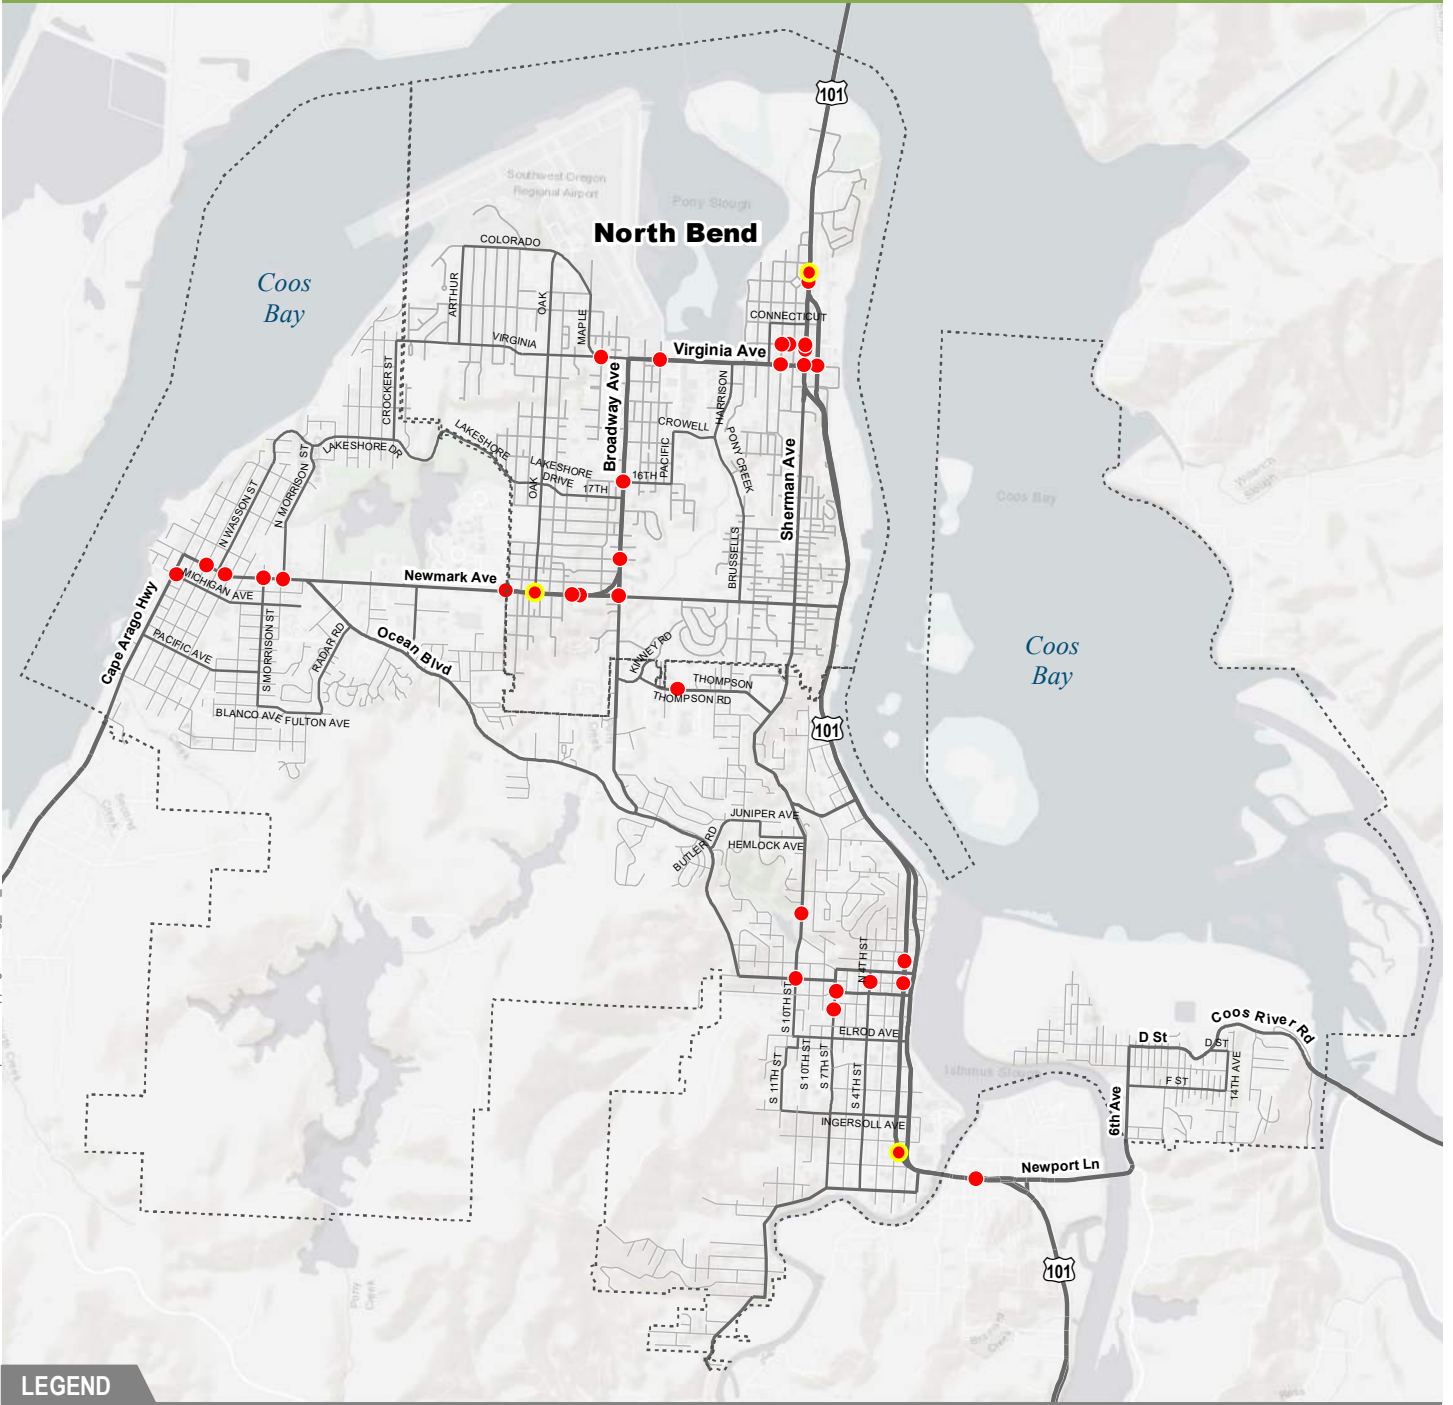 101
Southwest Oregon
Regional Airport
Pony Slough
North Bend
COLORADO
Coos
Bay
ARTHUR
OAK
MAPLE
CONNECTICUT
VIRGINIA
Virginia Ave
CROCKER ST
Broadway Ave
HARRISON
CROWELL
LAKESHORE
LAKESHORE DR
PACIFIC
PONY CREEK
Sherman Ave
LAKESHORE
DRIVE
16TH
17TH
OAK
N WASSON ST
N MORRISON ST
Coos Bay
Slough
BRUSSELLS
Newmark Ave
MICHIGAN AVE
Cape Arago Hwy
PACIFIC AVE
S MORRISON ST
RADAR RD
Ocean Blvd
KINNEY RD
THOMPSON
THOMPSON RD
Coos
Bay
BLANCO AVE
FULTON AVE
101
Creek
JUNIPER AVE
BUTLER RD
HEMLOCK AVE
N 4TH ST
S 10TH ST
ELROD AVE
Coos River Rd
D St
D ST
S 11TH ST
S 10TH ST
S 7TH ST
S 4TH ST
Isthmus Slough
F ST
14TH AVE
6th Ave
INGERSOLL AVE
Newport Ln
101
Pony
Creek
LEGEND